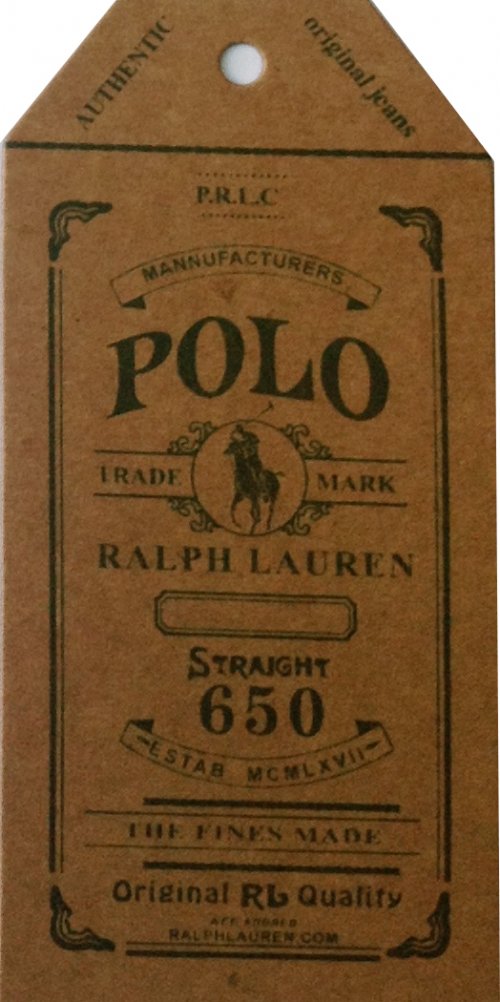 AUTHENTIC
original jeans
P.R.L.C
MANNUFACTURERS
POLO
TRADE MARK
RALPH LAUREN
STRAIGHT
650
ESTAB MCMLXVII
THE FINES MADE
Original RL Quality
RALPHLAUREN.COM